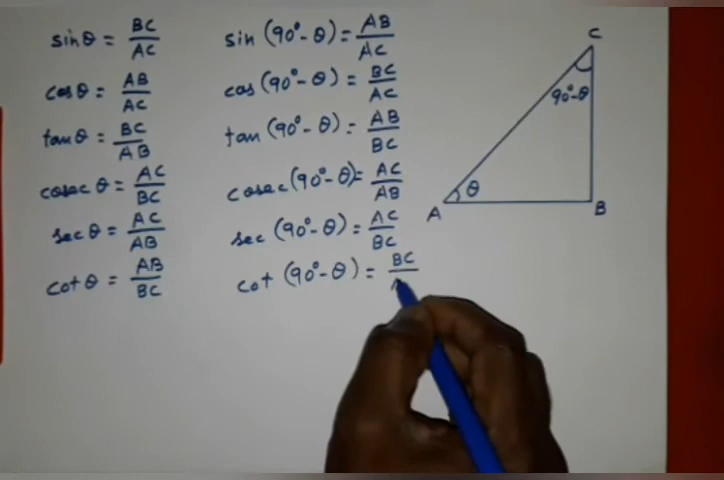 sinθ = BC/AC
cosθ = AB/AC
tanθ = BC/AB
cosec θ = AC/BC
secθ = AC/AB
cotθ = AB/BC
sin (90°-θ) = AB/AC
cos (90°-θ) = BC/AC
tan (90°-θ) = AB/BC
cosec (90°-θ) = AC/AB
sec (90°-θ) = AC/BC
cot (90°-θ) = BC/
C
90°-θ
θ
A
B